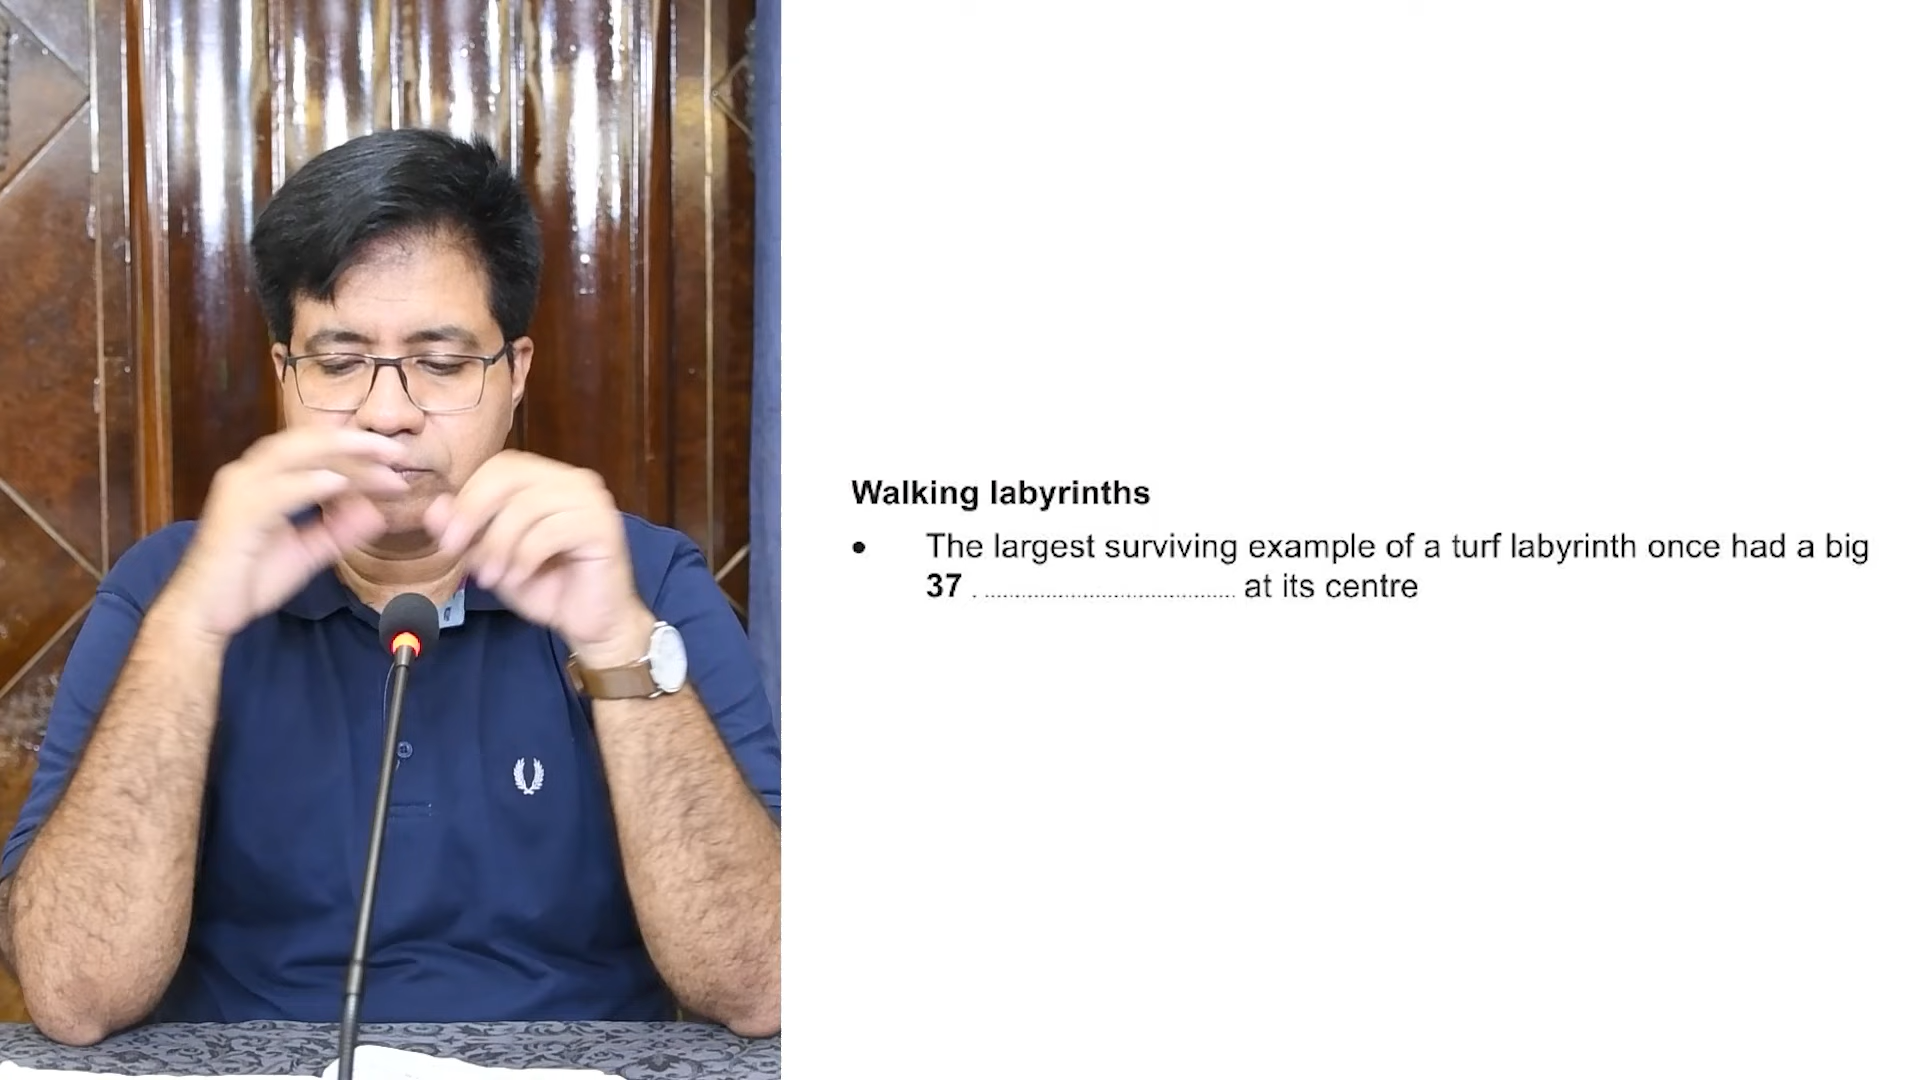 Walking labyrinths
• The largest surviving example of a turf labyrinth once had a big
37 . ........................................ at its centre